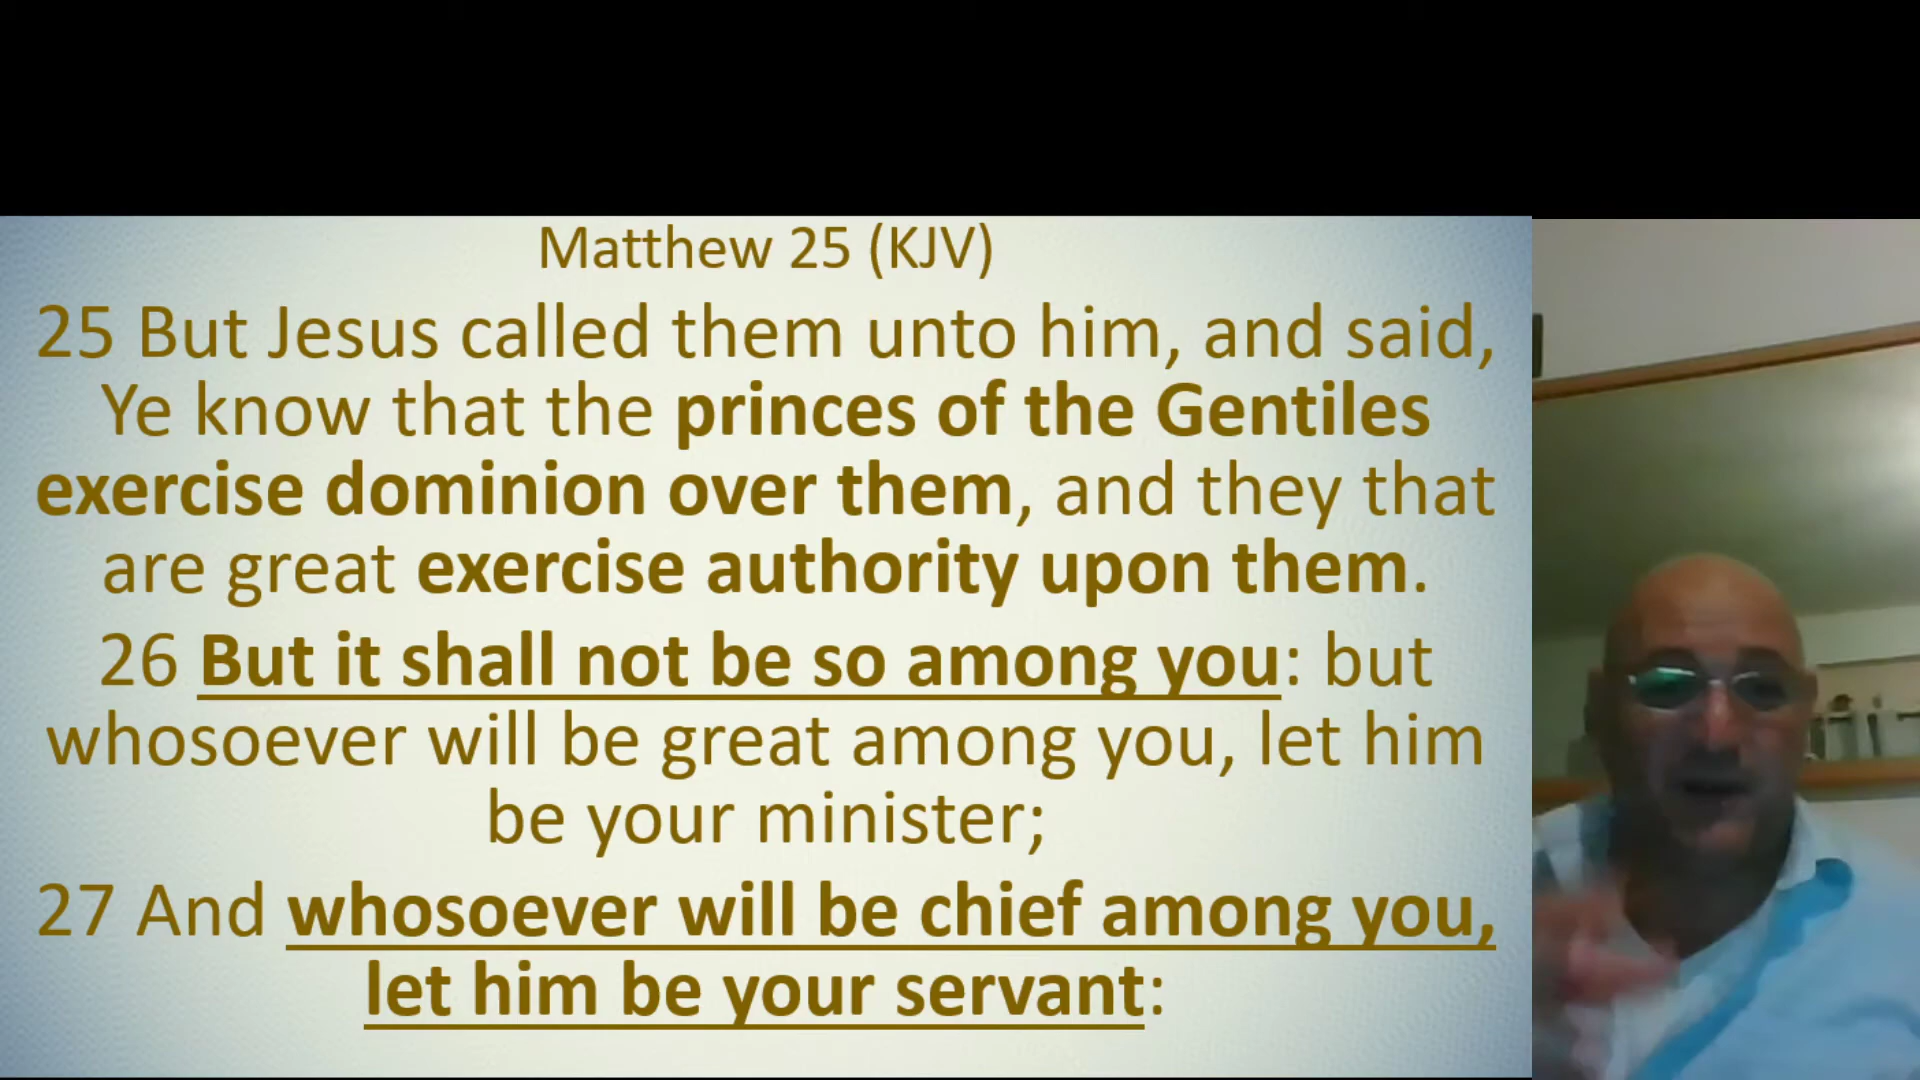 Matthew 25 (KJV)
25 But Jesus called them unto him, and said,
Ye know that the princes of the Gentiles
exercise dominion over them, and they that
are great exercise authority upon them.
26 But it shall not be so among you: but
whosoever will be great among you, let him
be your minister;
27 And whosoever will be chief among you,
let him be your servant: